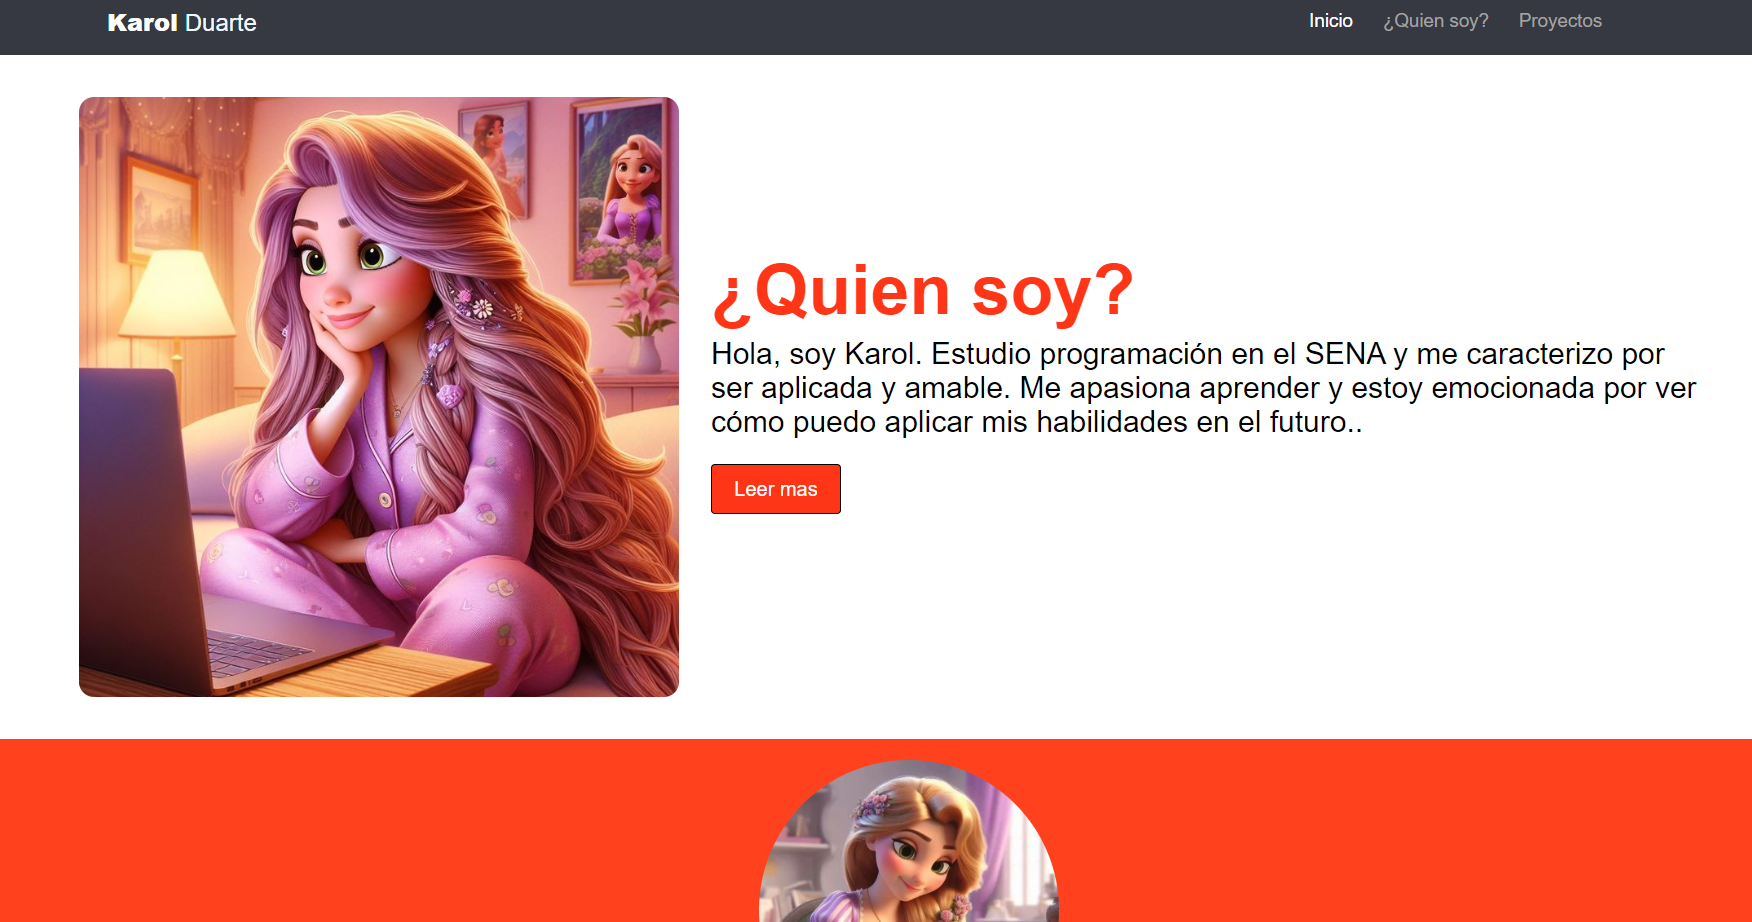 Karol Duarte
Inicio ¿Quien soy? Proyectos
¿Quien soy?
Hola, soy Karol. Estudio programación en el SENA y me caracterizo por
ser aplicada y amable. Me apasiona aprender y estoy emocionada por ver
cómo puedo aplicar mis habilidades en el futuro..
Leer mas